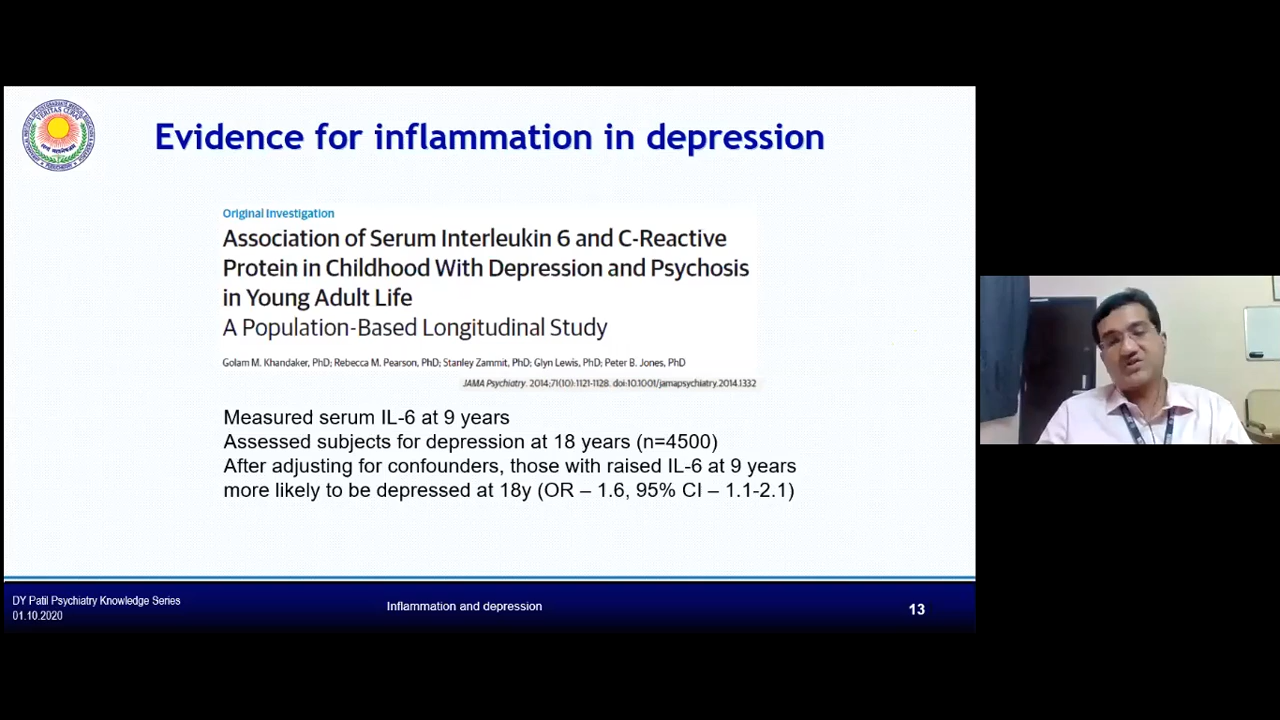 Evidence for inflammation in depression
Original Investigation
Association of Serum Interleukin 6 and C-Reactive
Protein in Childhood With Depression and Psychosis
in Young Adult Life
A Population-Based Longitudinal Study
Golam M. Khandaker, PhD; Rebecca M. Pearson, PhD; Stanley Zammit, PhD; Glyn Lewis, PhD; Peter B. Jones, PhD
JAMA Psychiatry. 2014;71(10):1121-1128. doi:10.1001/jamapsychiatry.2014.1332
Measured serum IL-6 at 9 years
Assessed subjects for depression at 18 years (n=4500)
After adjusting for confounders, those with raised IL-6 at 9 years
more likely to be depressed at 18y (OR – 1.6, 95% CI – 1.1-2.1)
DY Patil Psychiatry Knowledge Series
01.10.2020
Inflammation and depression
13